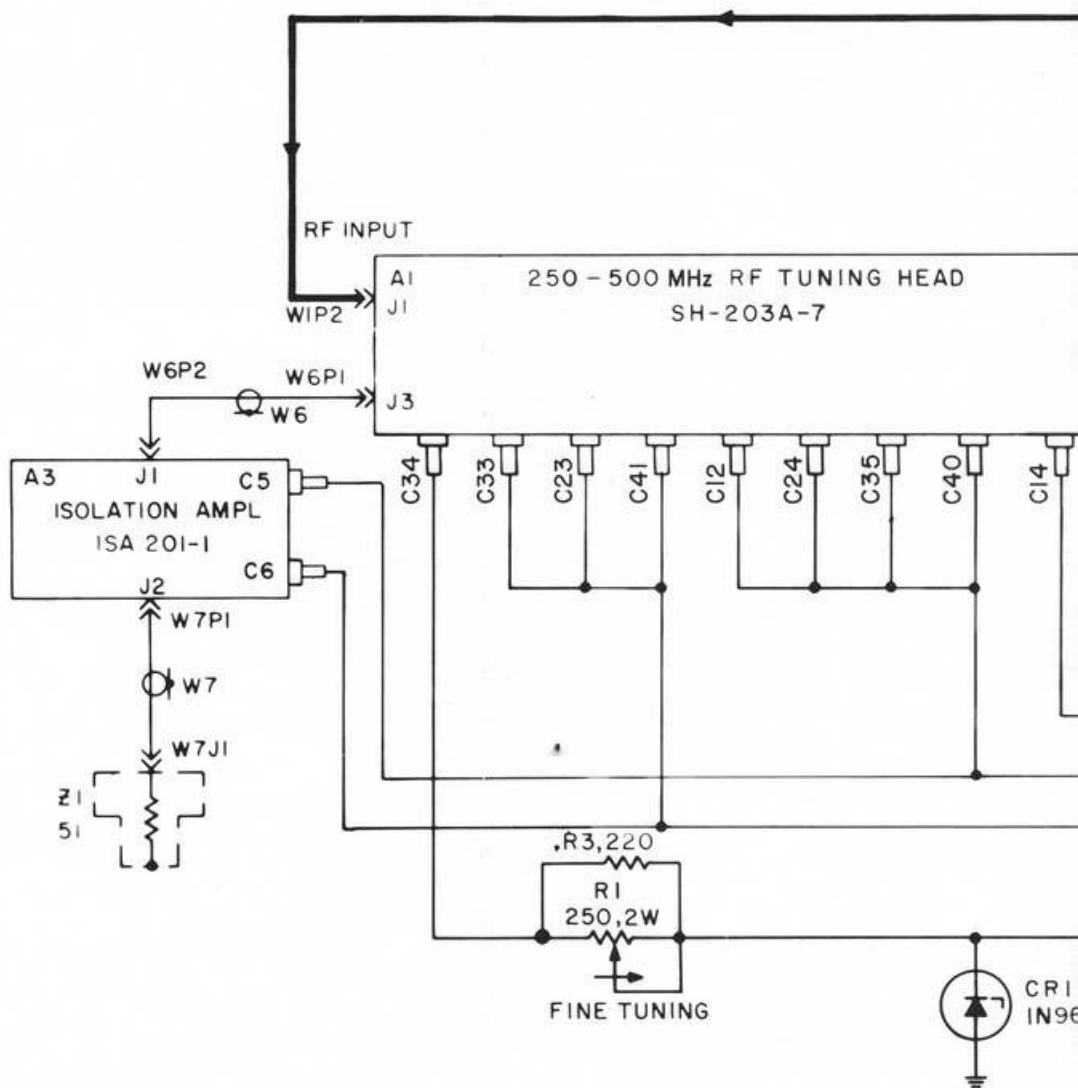 RF INPUT
A1
J1
250-500 MHz RF TUNING HEAD
SH-203A-7
W1P2
W6P2
W6P1
J3
W6
C34
C33
C23
C41
C12
C24
C35
C40
C14
A3
J1
C5
ISOLATION AMPL
ISA 201-1
C6
J2
W7P1
W7
W7J1
Z1
51
R3,220
R1
250,2W
FINE TUNING
CR1
1N96